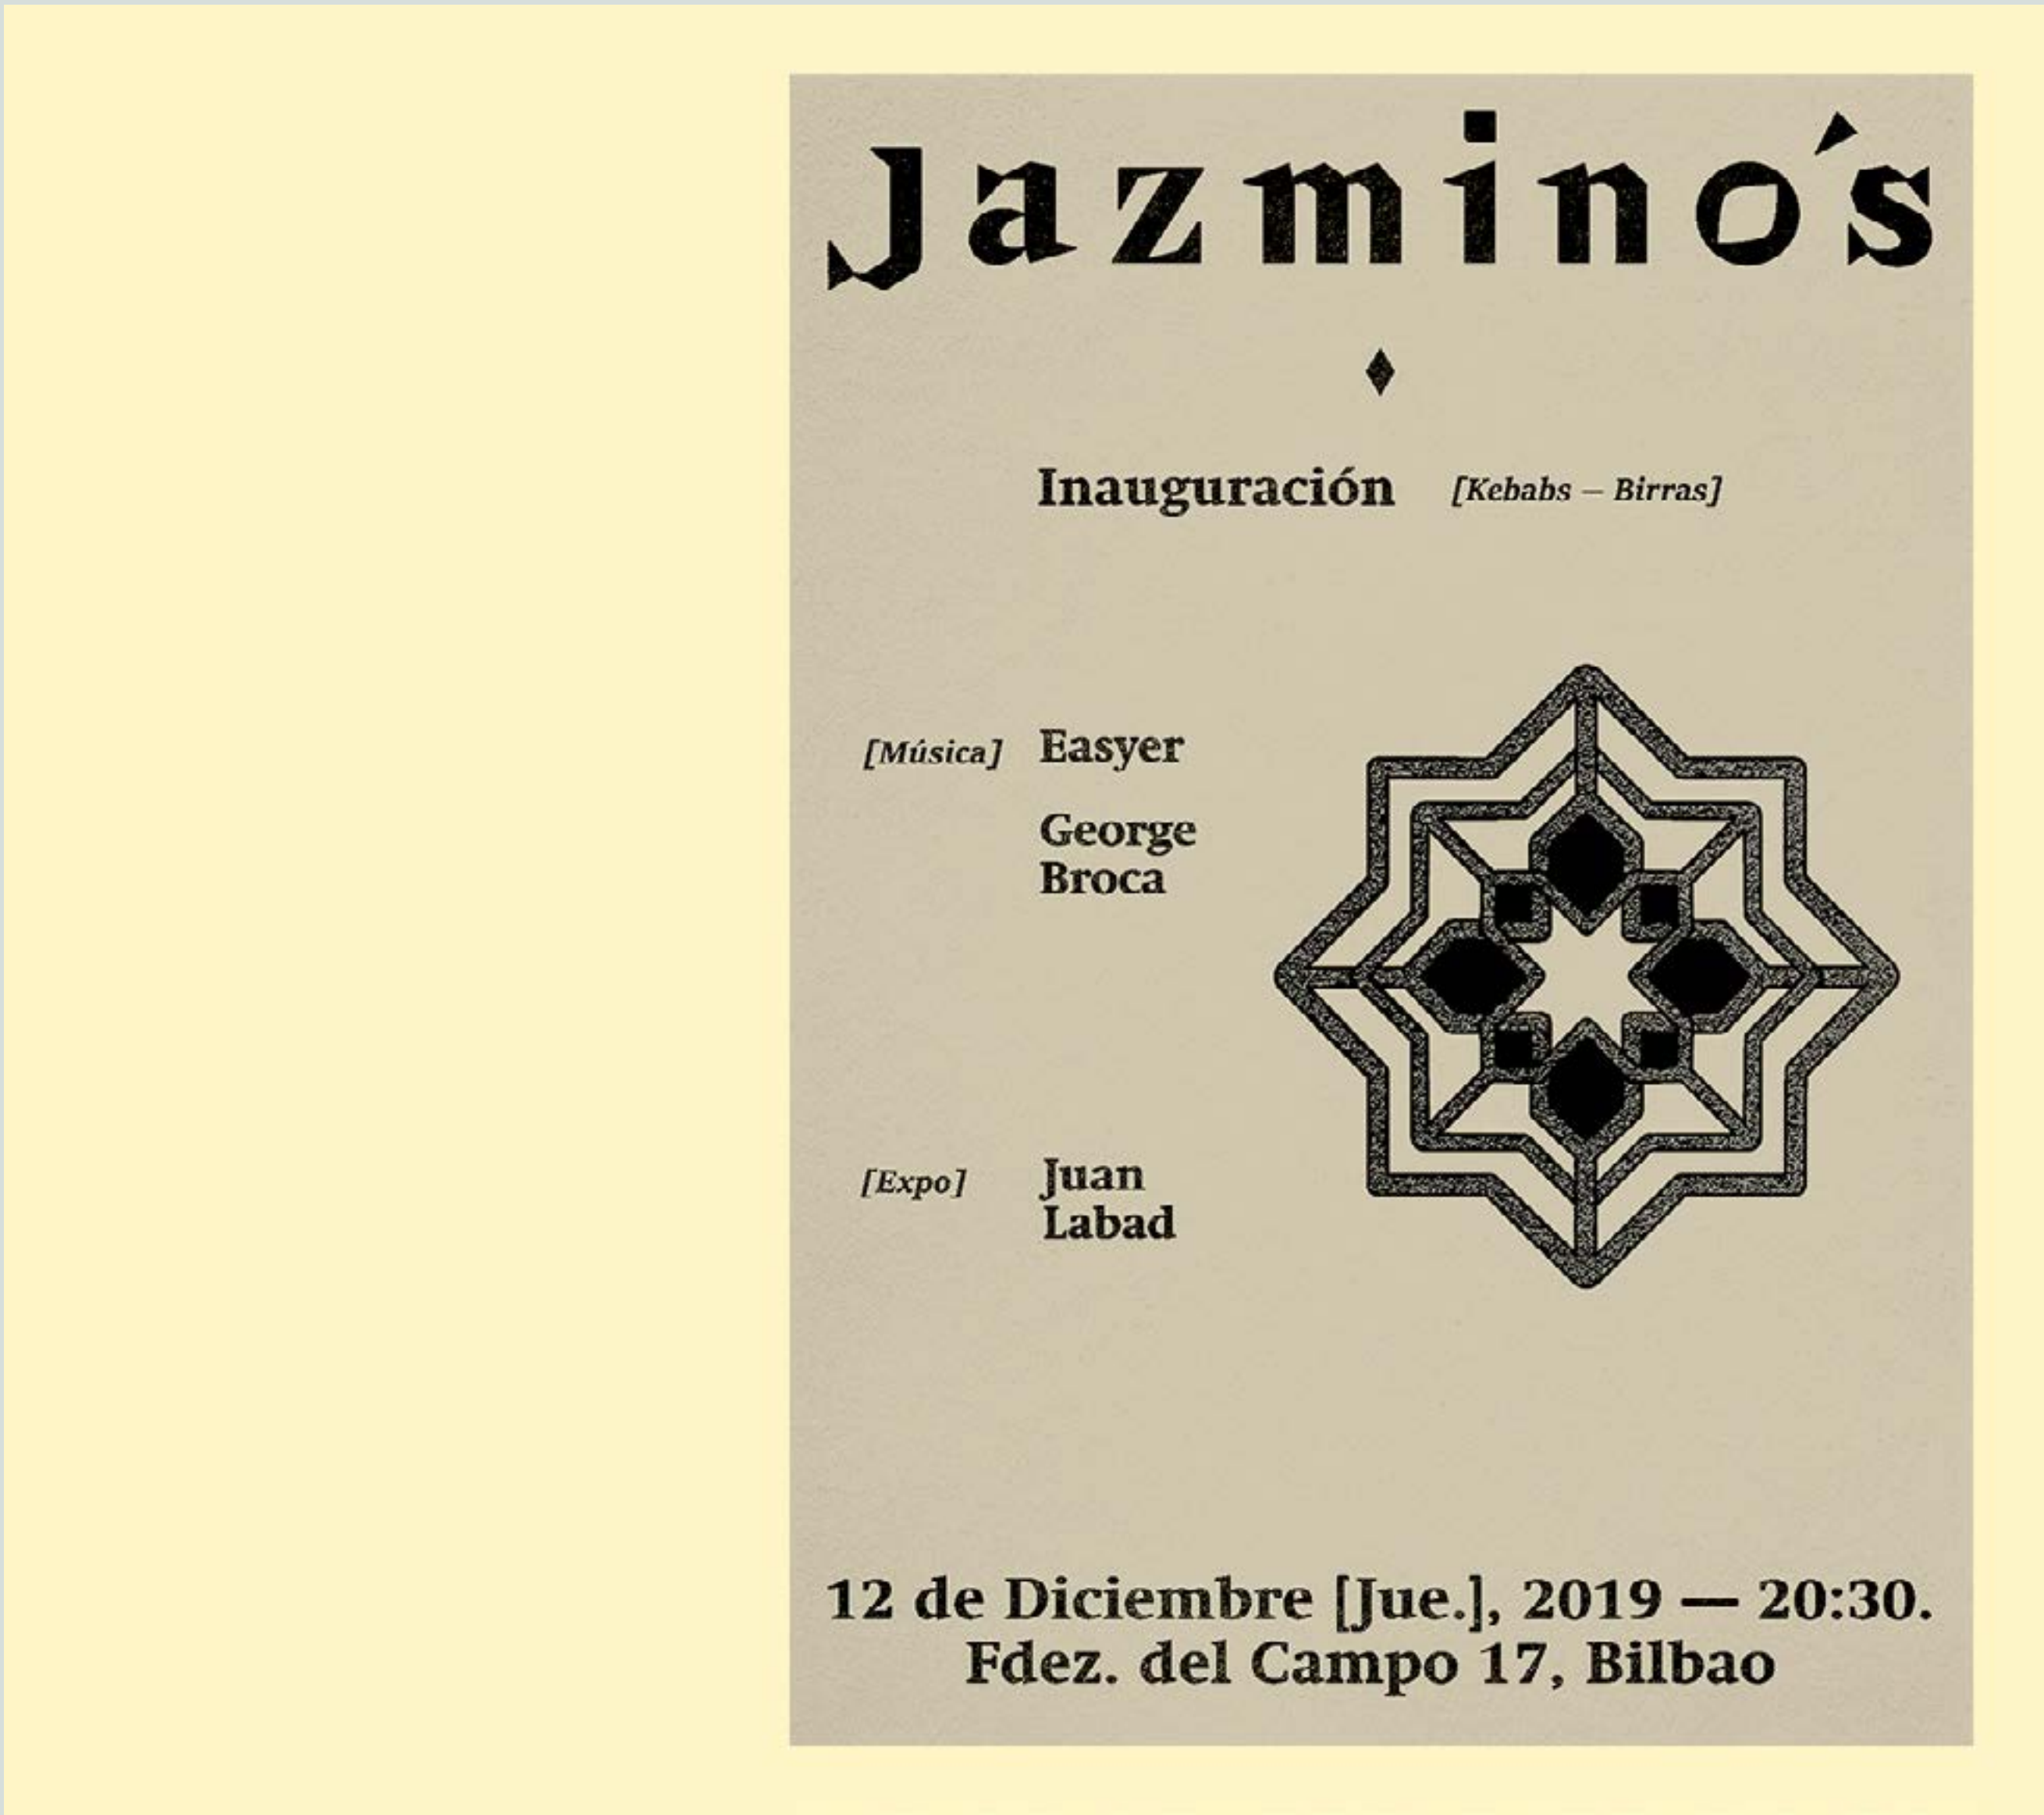 Jazmino´s
Inauguración [Kebabs – Birras]
[Música] Easyer
George
Broca
[Expo] Juan
Labad
12 de Diciembre [Jue.], 2019 — 20:30.
Fdez. del Campo 17, Bilbao